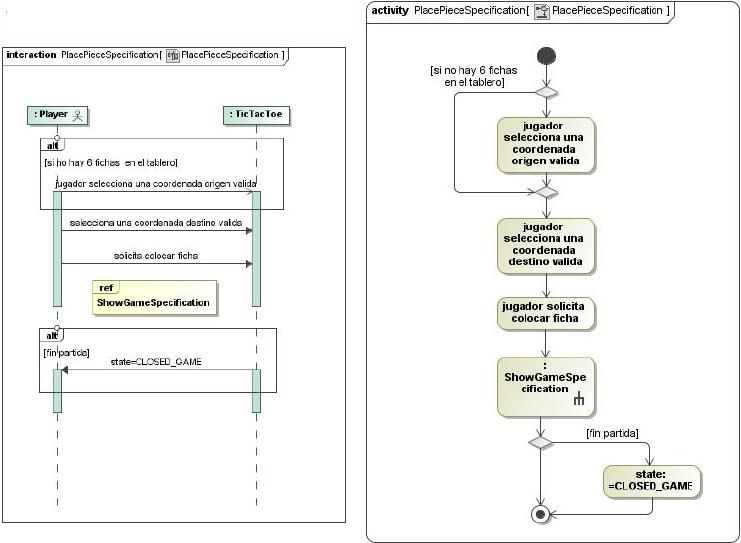 interaction PlacePieceSpecification[ PlacePieceSpecification ]
: Player
: TicTacToe
alt
[si no hay 6 fichas en el tablero]
jugador selecciona una coordenada origen valida
selecciona una coordenada destino valida
solicita colocar ficha
ref
ShowGameSpecification
alt
[fin partida]
state=CLOSED_GAME
activity PlacePieceSpecification[ PlacePieceSpecification ]
[si no hay 6 fichas
en el tablero]
jugador
selecciona una
coordenada
origen valida
jugador
selecciona una
coordenada
destino valida
jugador solicita
colocar ficha
:
ShowGameSpe
cification
[fin partida]
state:
=CLOSED_GAME